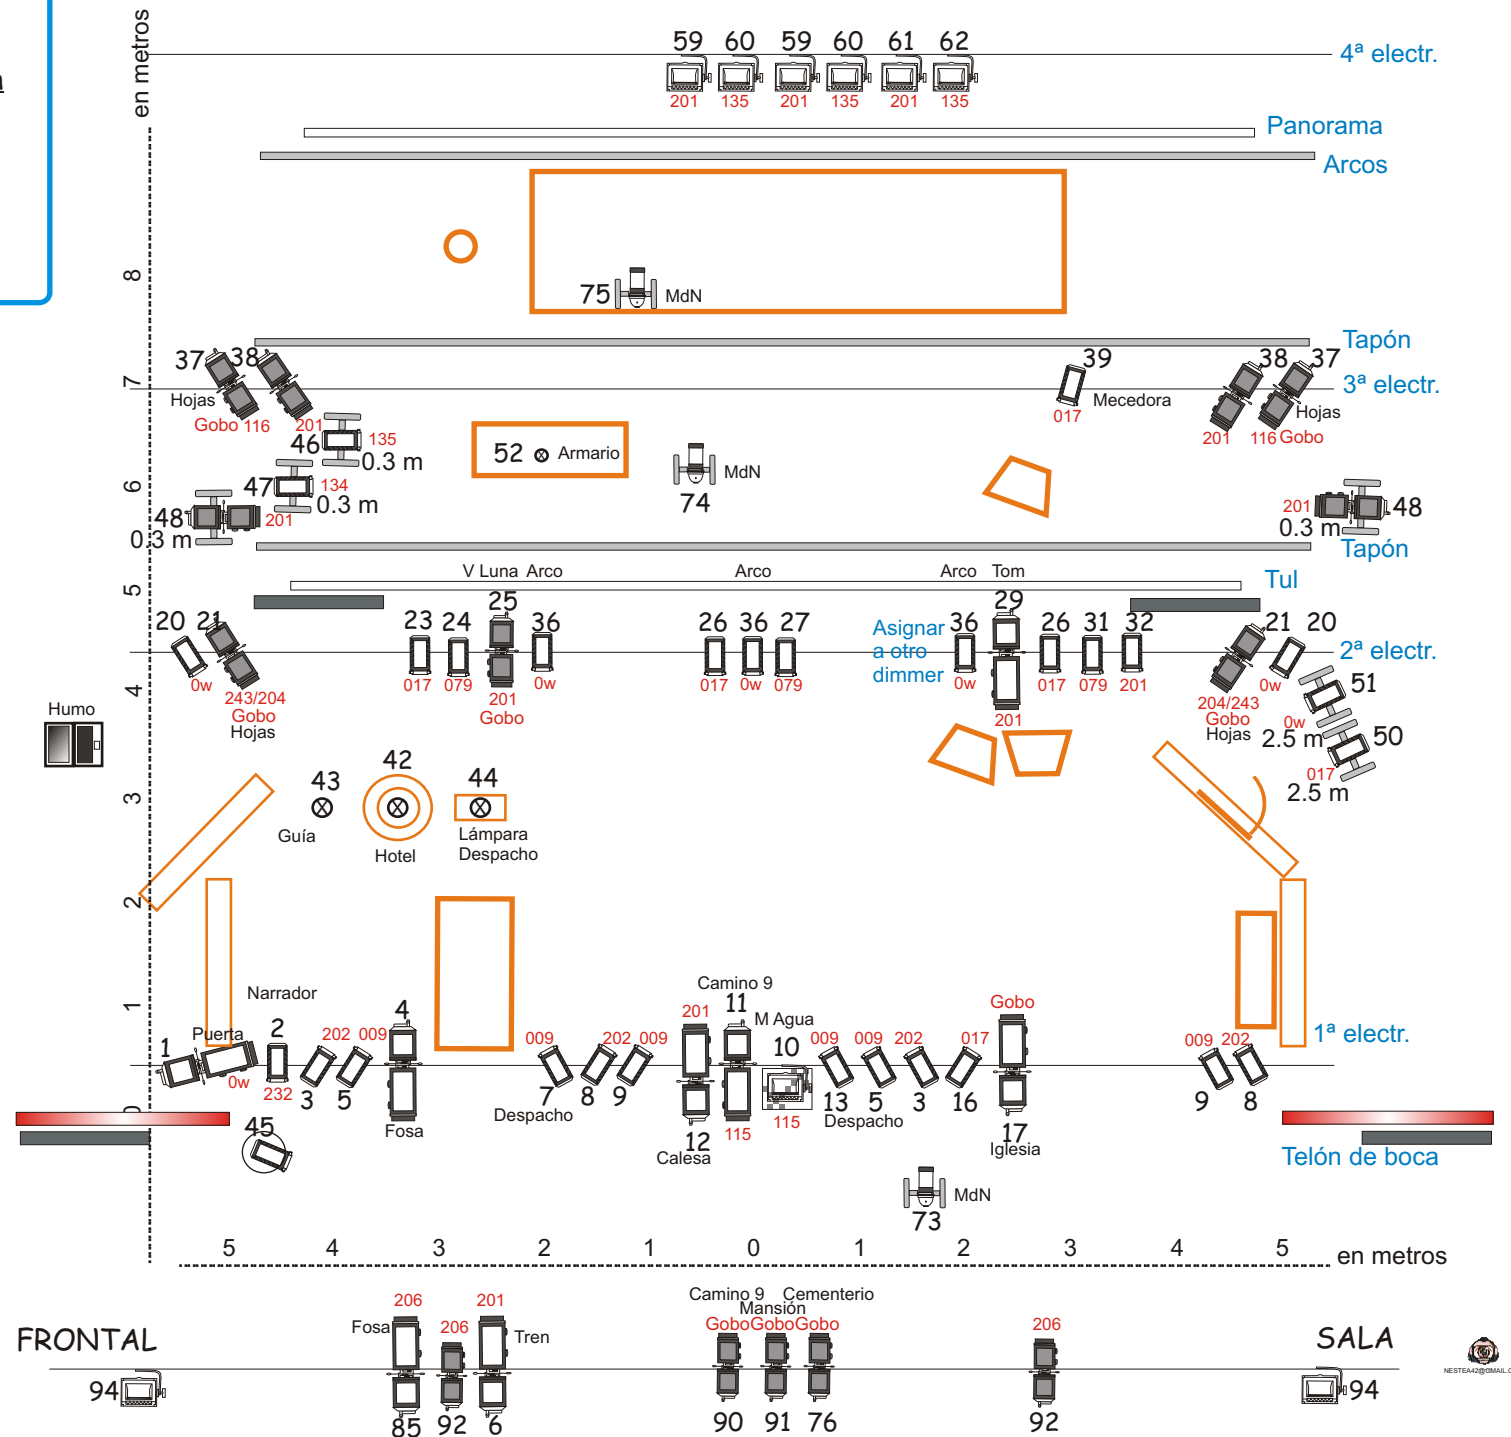 en metros
59 60 59 60 61 62
4ª electr.
201 135 201 135 201 135
Panorama
Arcos
8
75 MdN
Tapón
37 38 39 38 37
7
3ª electr.
Hojas
Mecedora
Hojas
Gobo 116 201
017
201 116 Gobo
46 135
0.3 m
52 Armario
MdN
74
6
47 134
0.3 m
48 201
0.3 m
201 48
0.3 m
Tapón
V Luna Arco Arco Arco Tom
Tul
5
20 21 23 24 25 36 26 36 27
Asignar
a otro
dimmer
36 29 26 31 32 21 20
2ª electr.
4
0w 017 079 201 0w 017 0w 079 0w 201 017 079 201 0w
243/204
Gobo
Hojas
Gobo
204/243
Gobo
Hojas
51
0w
2.5 m
50
017
2.5 m
Humo
3
43 42 44
Guía
Hotel
Lámpara
Despacho
2
1
Narrador
Puerta
Camino 9
M Agua
Gobo
1ª electr.
1 2 202 009 4 009 202 009 201 11 10 009 009 202 017 009 202
0w 232 3 5 7 8 9 115 115 13 5 3 16 9 8
0
Fosa
Despacho
12
Calesa
Despacho
17
Iglesia
45
Telón de boca
MdN
73
5 4 3 2 1 0 1 2 3 4 5
en metros
FRONTAL
Fosa
206 206 201
Tren
Camino 9 Cementerio
Mansión
Gobo Gobo Gobo
206
SALA
94 85 92 6 90 91 76 92 94